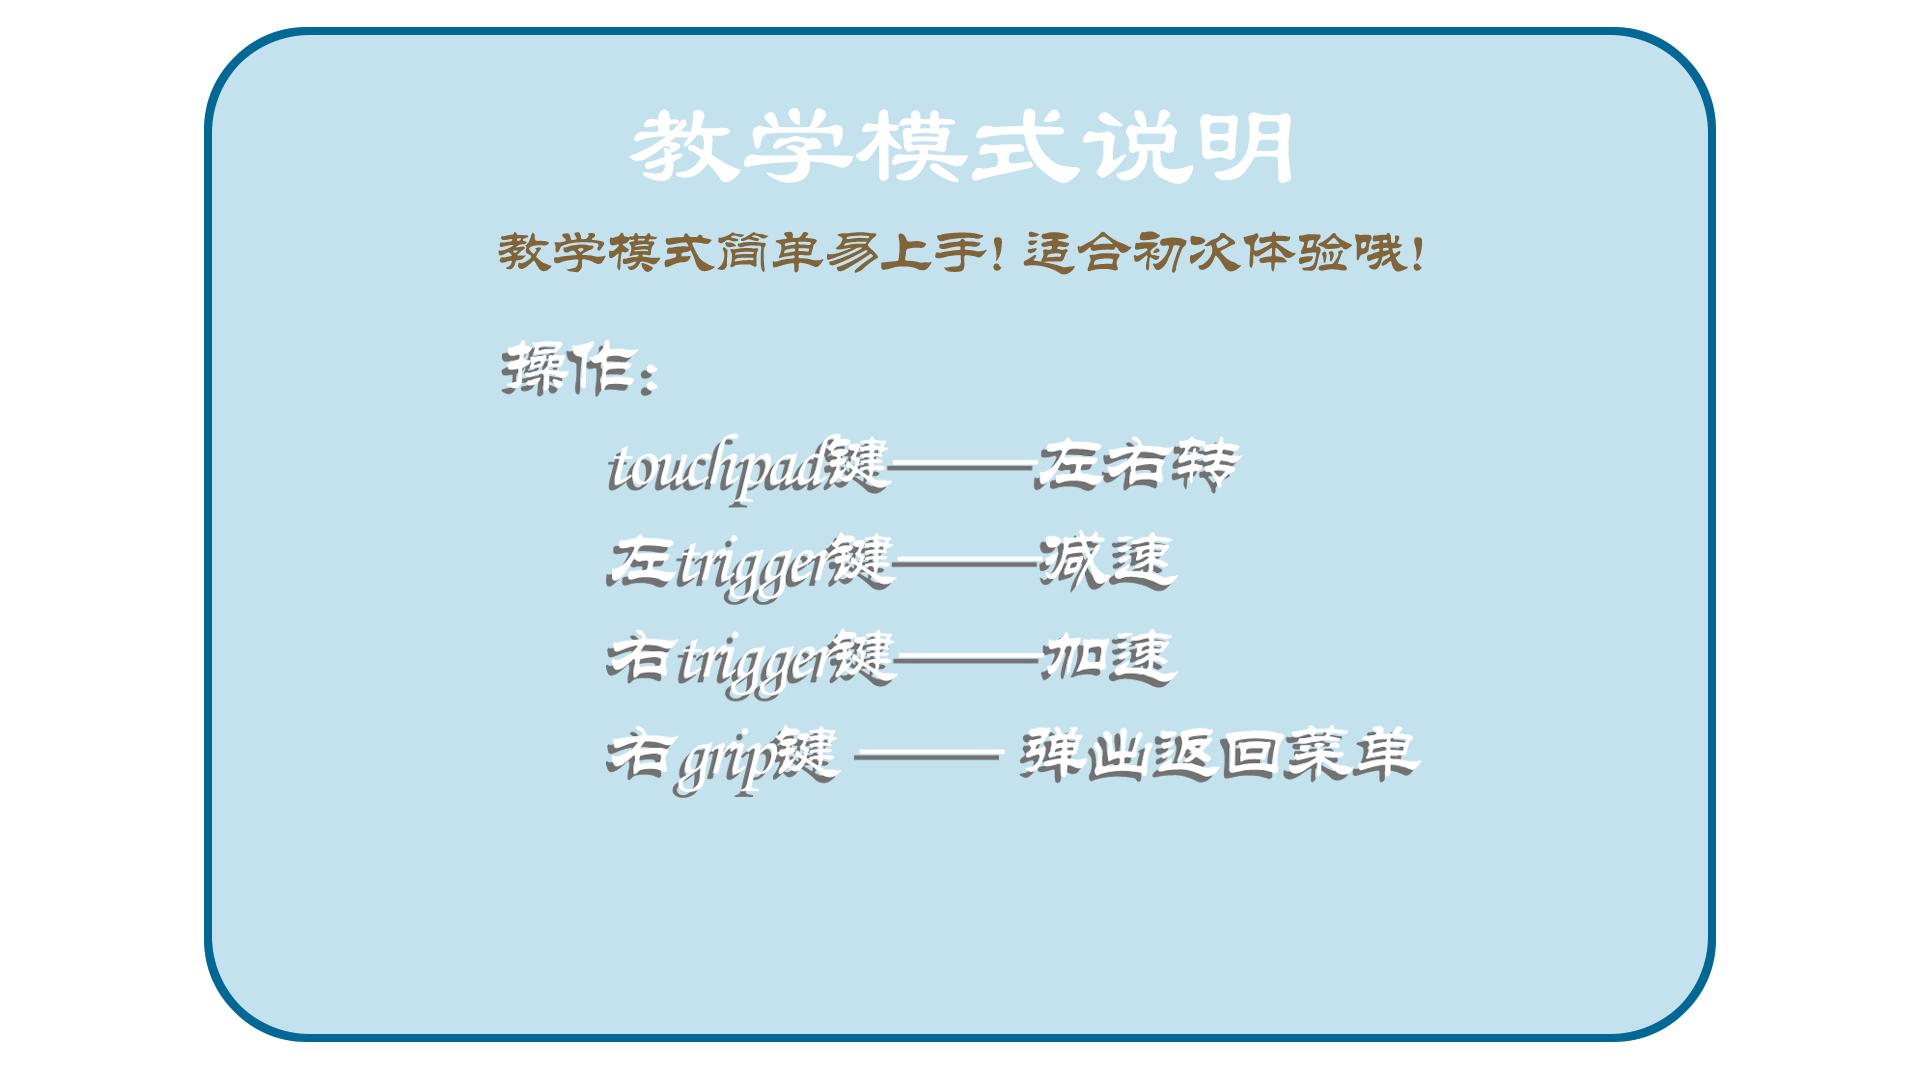 教学模式说明
教学模式简单易上手！适合初次体验哦！
操作：
touchpad键——左右转
左trigger键——减速
右trigger键——加速
右grip键 —— 弹出返回菜单